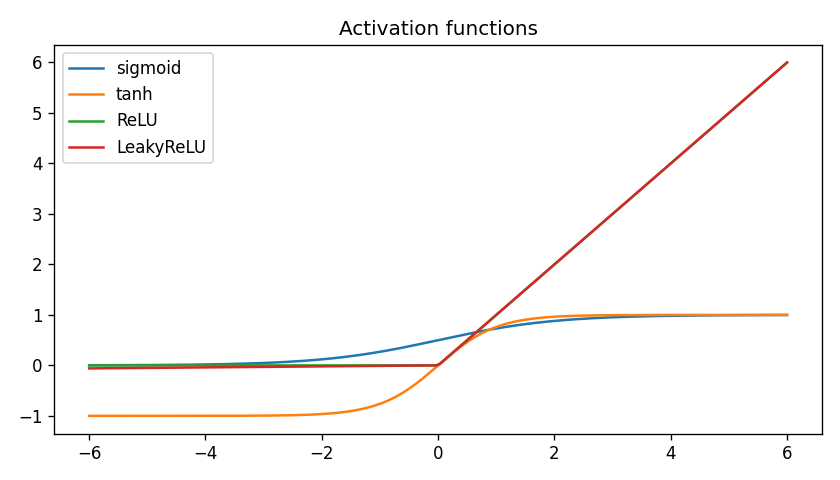 Activation functions
sigmoid
tanh
ReLU
LeakyReLU
6
5
4
3
2
1
0
−1
−6 −4 −2 0 2 4 6